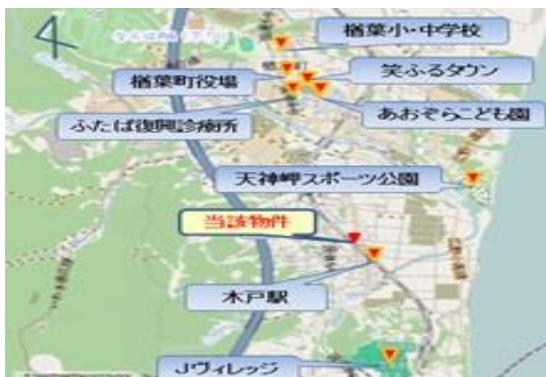 楢葉小・中学校
笑ふるタウン
楢葉町役場
あおぞらこども園
ふたば復興診療所
天神岬スポーツ公園
当該物件
木戸駅
Jヴィレッジ